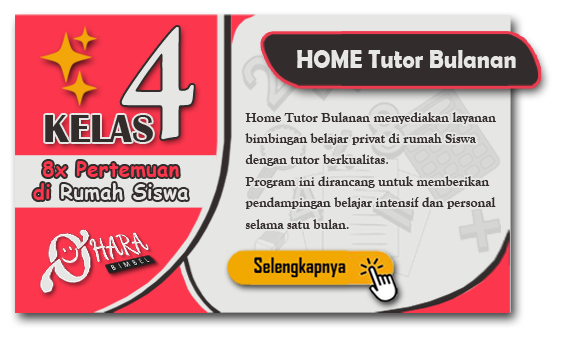 KELAS 4
8x Pertemuan
di Rumah Siswa
O'HARA
BIMBEL
HOME Tutor Bulanan
Home Tutor Bulanan menyediakan layanan
bimbingan belajar privat di rumah Siswa
dengan tutor berkualitas.
Program ini dirancang untuk memberikan
pendampingan belajar intensif dan personal
selama satu bulan.
Selengkapnya